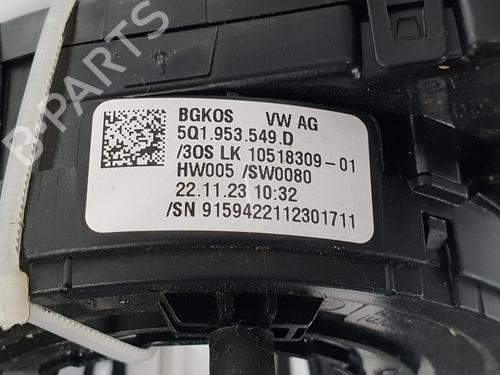 B-PARTS
BGKOS VW AG
5Q1.953.549.D
/3OS LK 10518309-01
HW005 /SW0080
22.11.23 10:32
/SN 9159422112301711